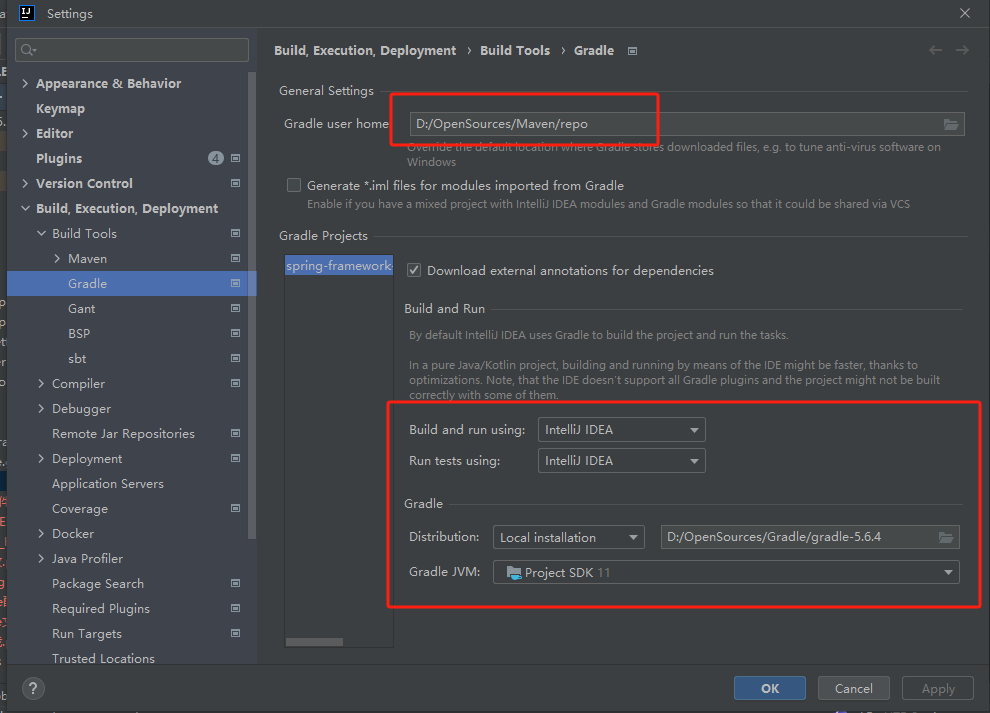 Settings
Build, Execution, Deployment › Build Tools › Gradle
Appearance & Behavior
Keymap
Editor
Plugins 4
Version Control
Build, Execution, Deployment
Build Tools
Maven
Gradle
Gant
BSP
sbt
Compiler
Debugger
Remote Jar Repositories
Deployment
Application Servers
Coverage
Docker
Java Profiler
Package Search
Required Plugins
Run Targets
Trusted Locations
General Settings
Gradle user home
D:/OpenSources/Maven/repo
Override the default location where Gradle stores downloaded files, e.g. to tune anti-virus software on
Windows
Generate *.iml files for modules imported from Gradle
Enable if you have a mixed project with IntelliJ IDEA modules and Gradle modules so that it could be shared via VCS
Gradle Projects
spring-framework-
Download external annotations for dependencies
Build and Run
By default IntelliJ IDEA uses Gradle to build the project and run the tasks.
In a pure Java/Kotlin project, building and running by means of the IDE might be faster, thanks to
optimizations. Note, that the IDE doesn't support all Gradle plugins and the project might not be built
correctly with some of them.
Build and run using: IntelliJ IDEA
Run tests using: IntelliJ IDEA
Gradle
Distribution: Local installation D:/OpenSources/Gradle/gradle-5.6.4
Gradle JVM: Project SDK 11
?
OK Cancel Apply